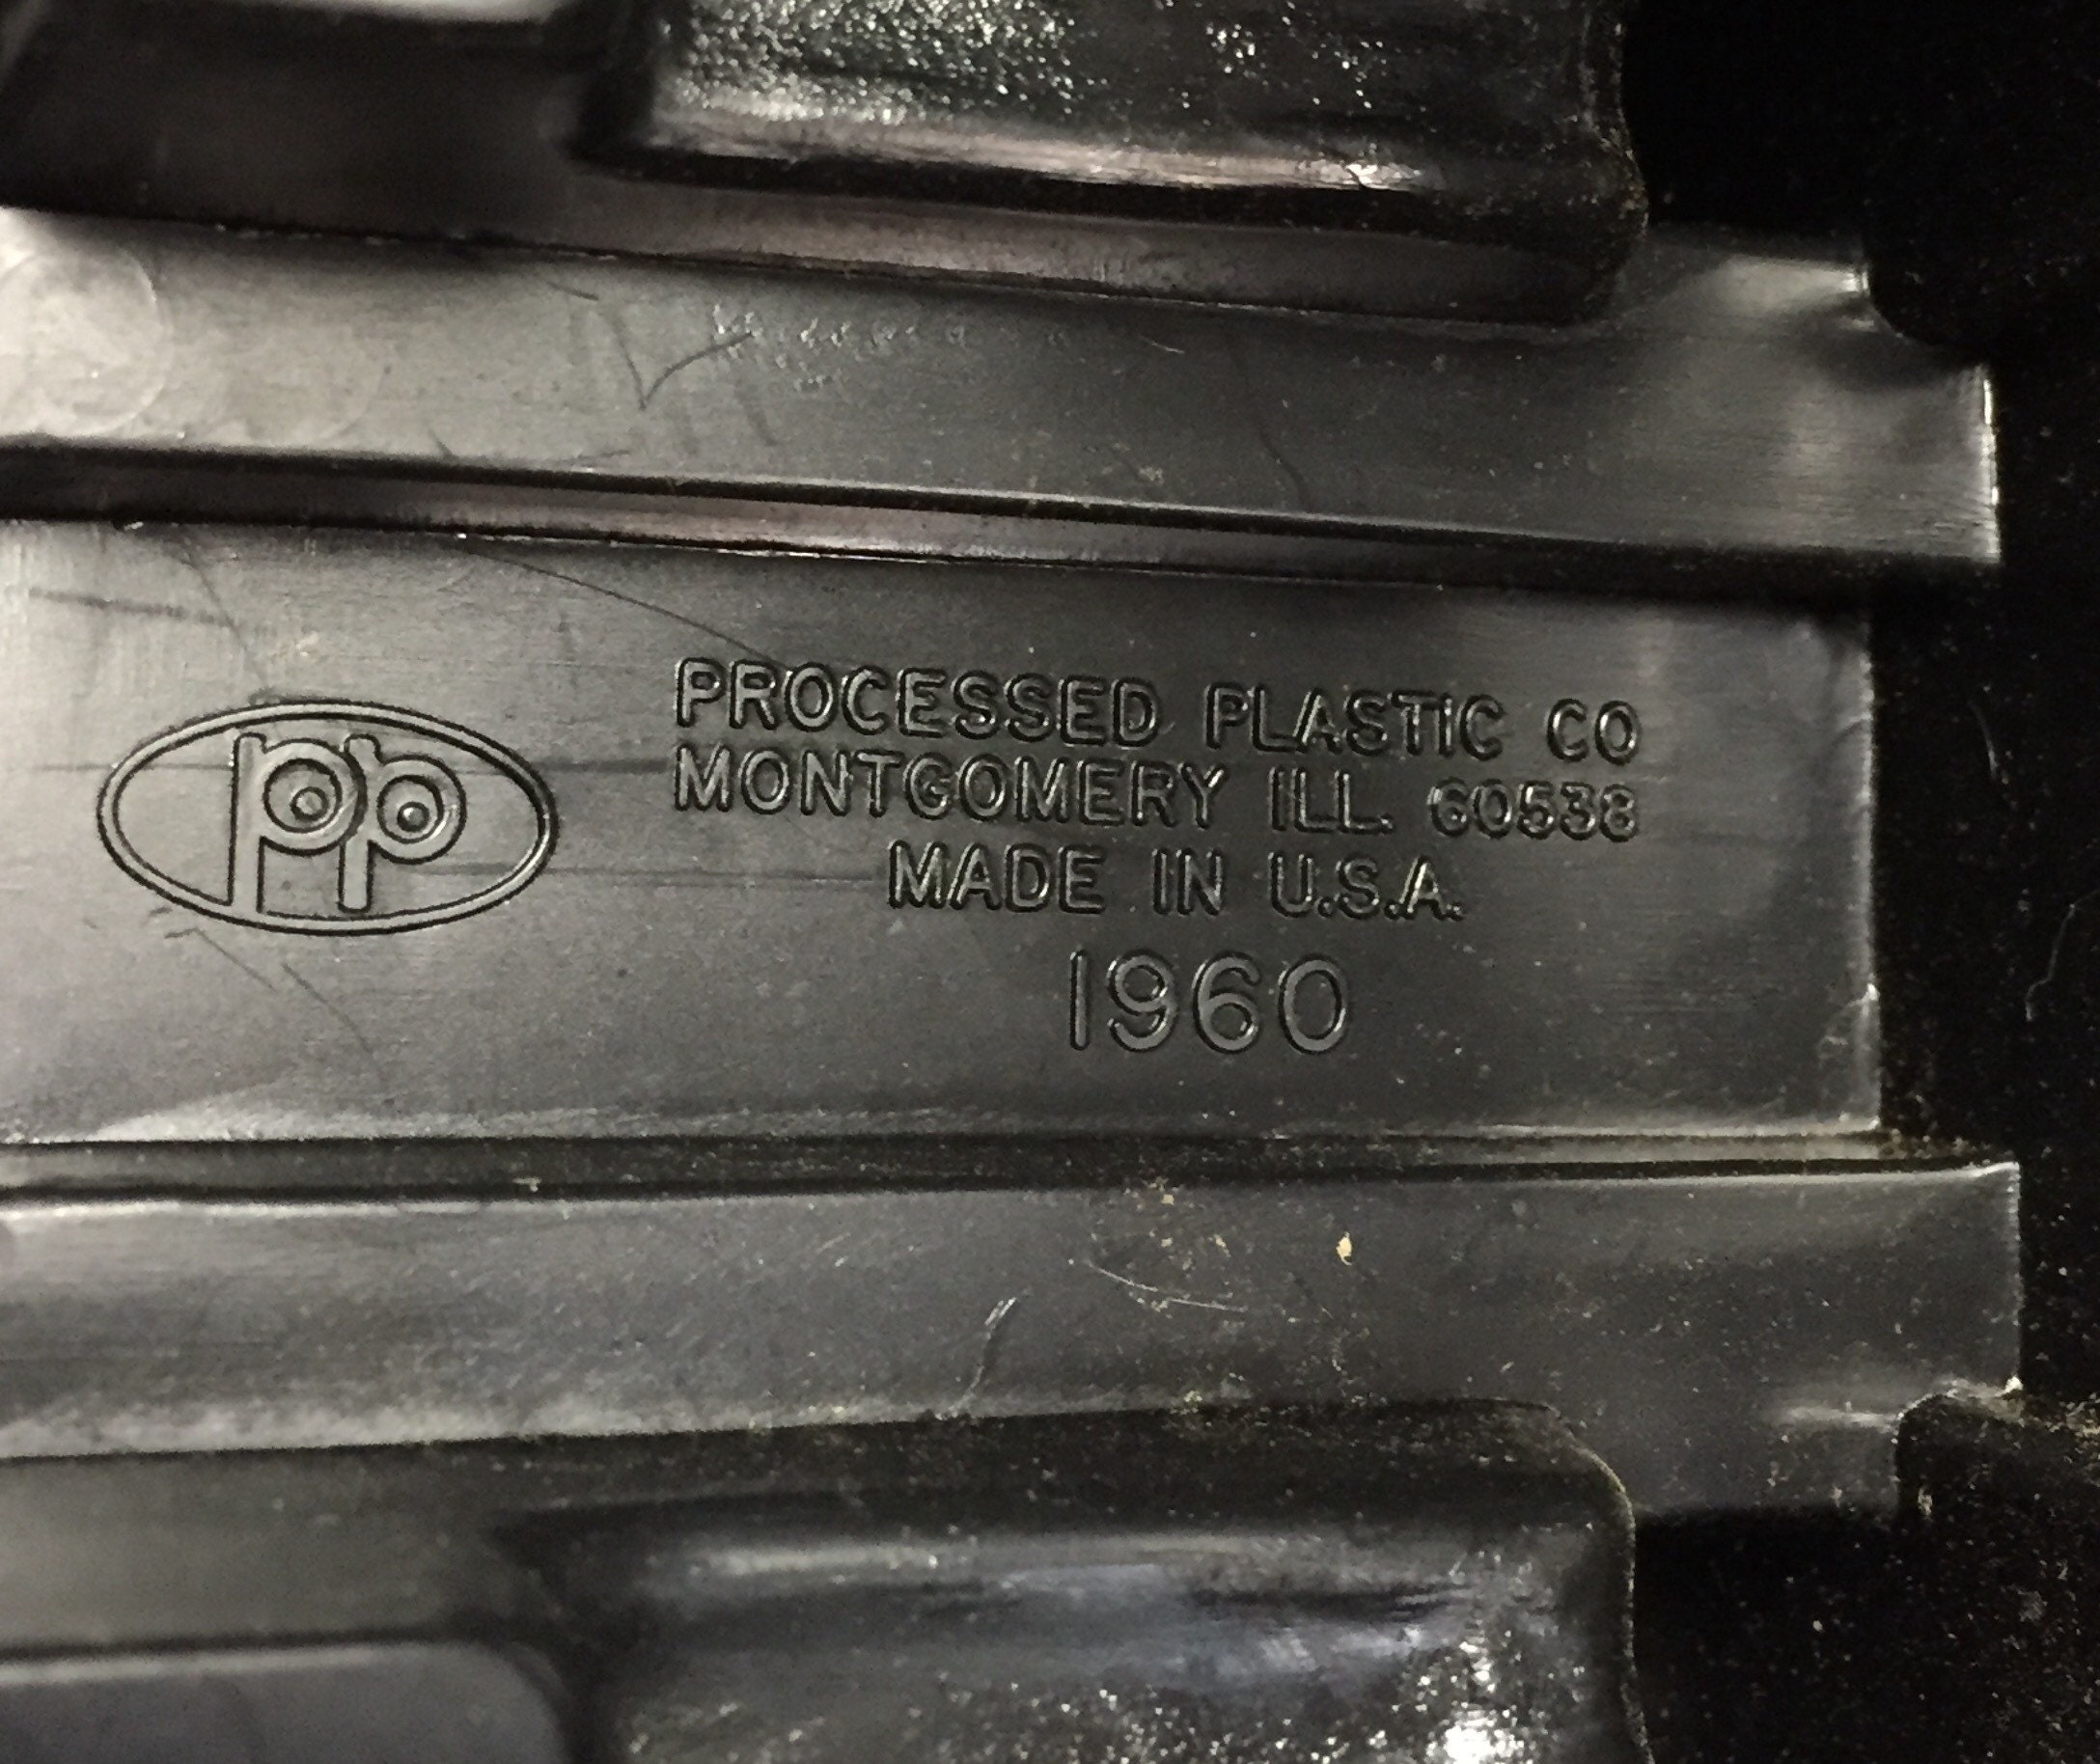 pp
PROCESSED PLASTIC CO
MONTGOMERY ILL. 60538
MADE IN U.S.A.
1960